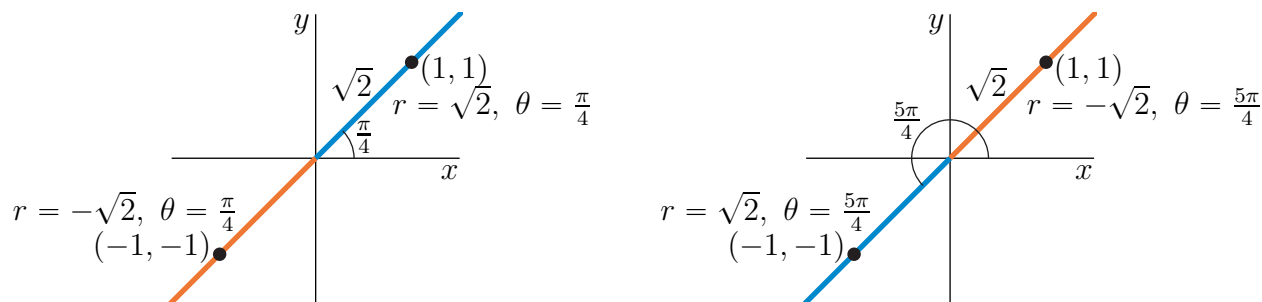 y
(1, 1)
√2
r = √2, θ = π/4
π/4
x
r = −√2, θ = π/4
(−1, −1)
y
(1, 1)
√2
r = −√2, θ = 5π/4
5π/4
x
r = √2, θ = 5π/4
(−1, −1)